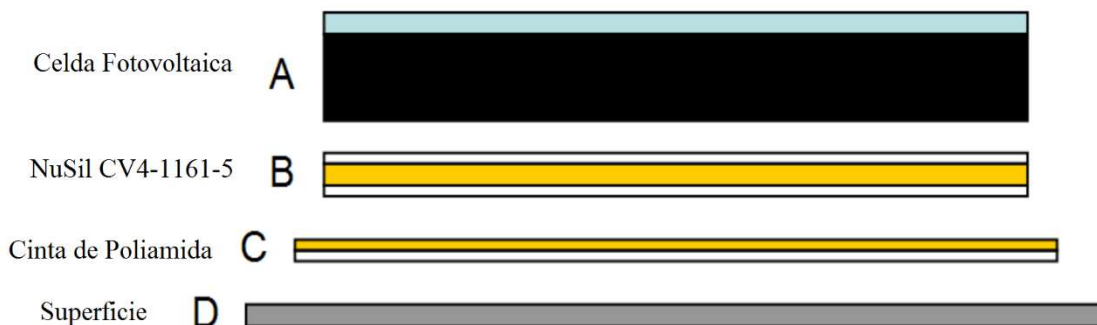 Celda Fotovoltaica A
NuSil CV4-1161-5 B
Cinta de Poliamida C
Superficie D